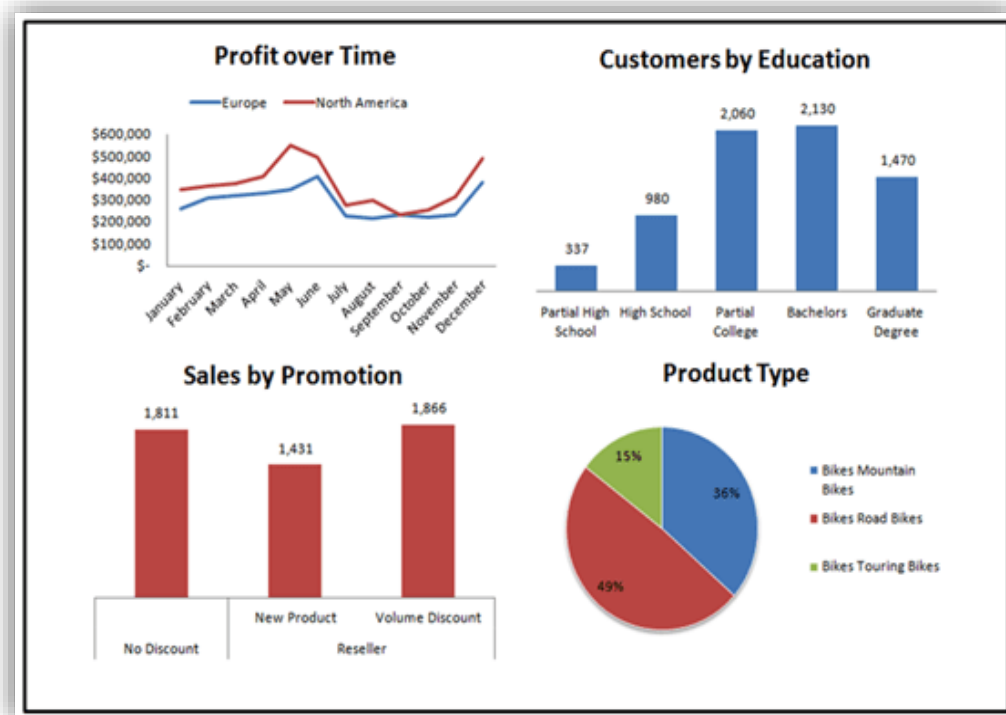 Profit over Time
Europe
North America
$600,000
$500,000
$400,000
$300,000
$200,000
$100,000
$-
January
February
March
April
May
June
July
August
September
October
November
December
Customers by Education
337
980
2,060
2,130
1,470
Partial High School
High School
Partial College
Bachelors
Graduate Degree
Sales by Promotion
1,811
1,431
1,866
New Product
Volume Discount
No Discount
Reseller
Product Type
15%
36%
49%
Bikes Mountain Bikes
Bikes Road Bikes
Bikes Touring Bikes